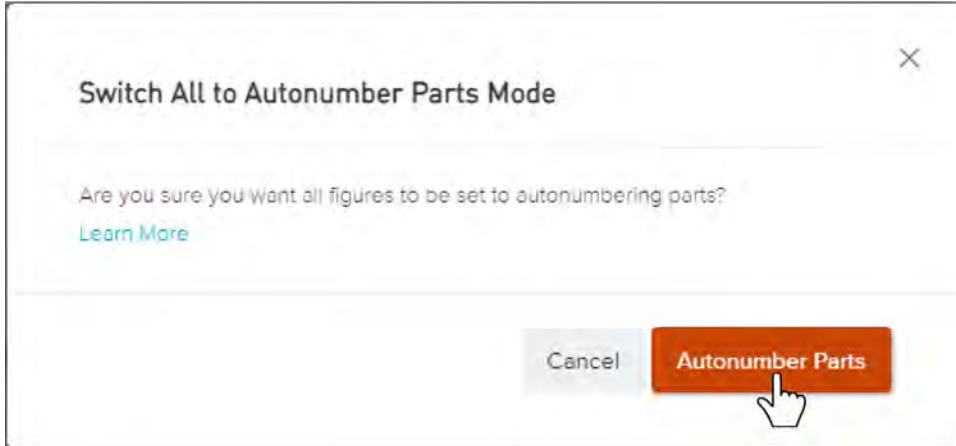 Switch All to Autonumber Parts Mode
Are you sure you want all figures to be set to autonumbering parts?
Learn More
Cancel
Autonumber Parts